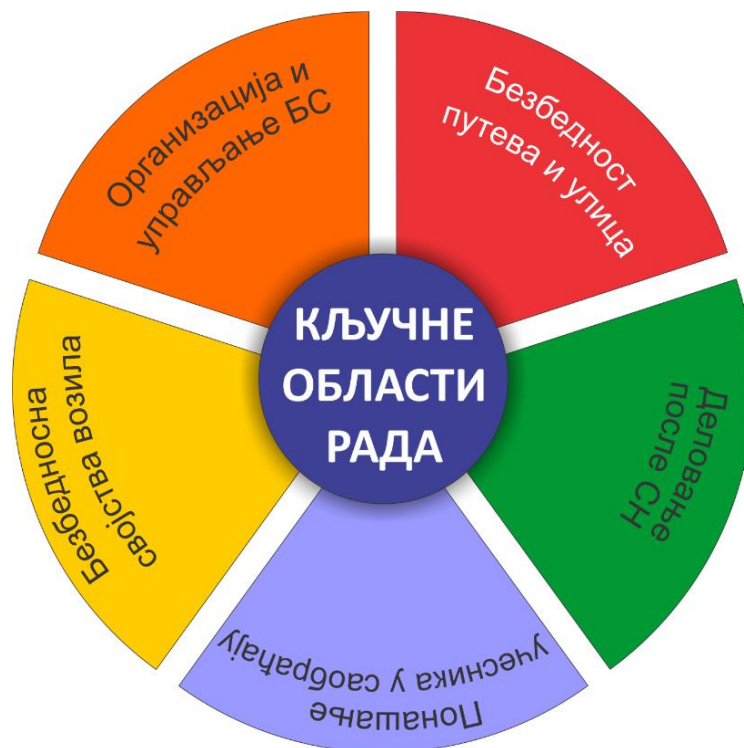 Организација и
управљање БС
Безбедност
путева и улица
Деловање
после СН
Понашање
учесника у саобраћају
Безбедносна
својства возила
КЉУЧНЕ
ОБЛАСТИ
РАДА